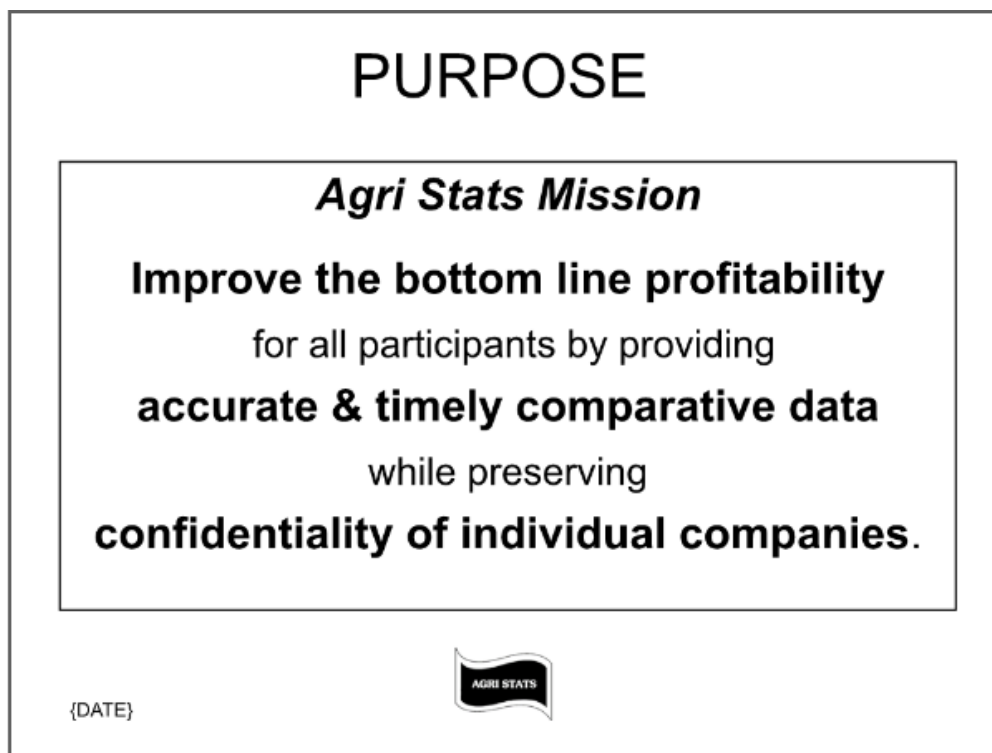 PURPOSE
Agri Stats Mission
Improve the bottom line profitability
for all participants by providing
accurate & timely comparative data
while preserving
confidentiality of individual companies.
AGRI STATS
{DATE}